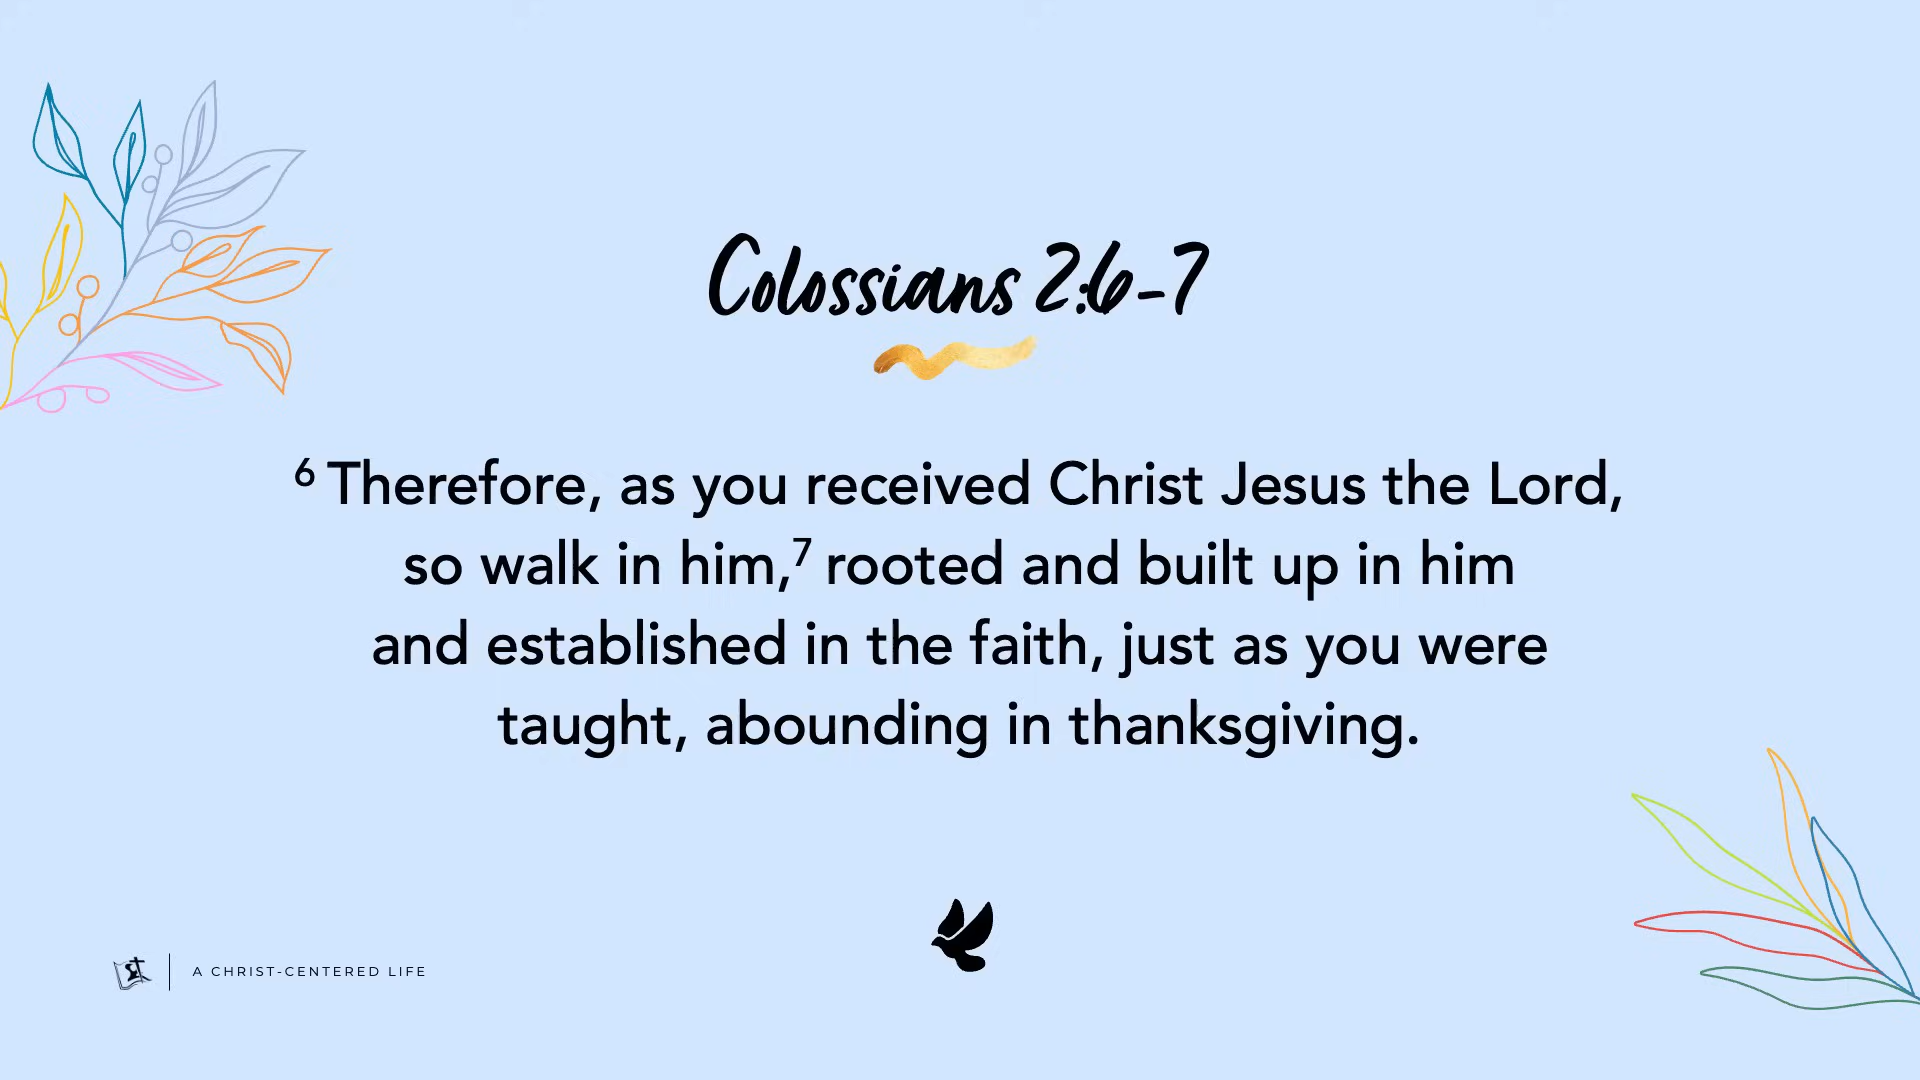 Colossians 2:6-7
⁶ Therefore, as you received Christ Jesus the Lord,
so walk in him,⁷ rooted and built up in him
and established in the faith, just as you were
taught, abounding in thanksgiving.
A CHRIST-CENTERED LIFE